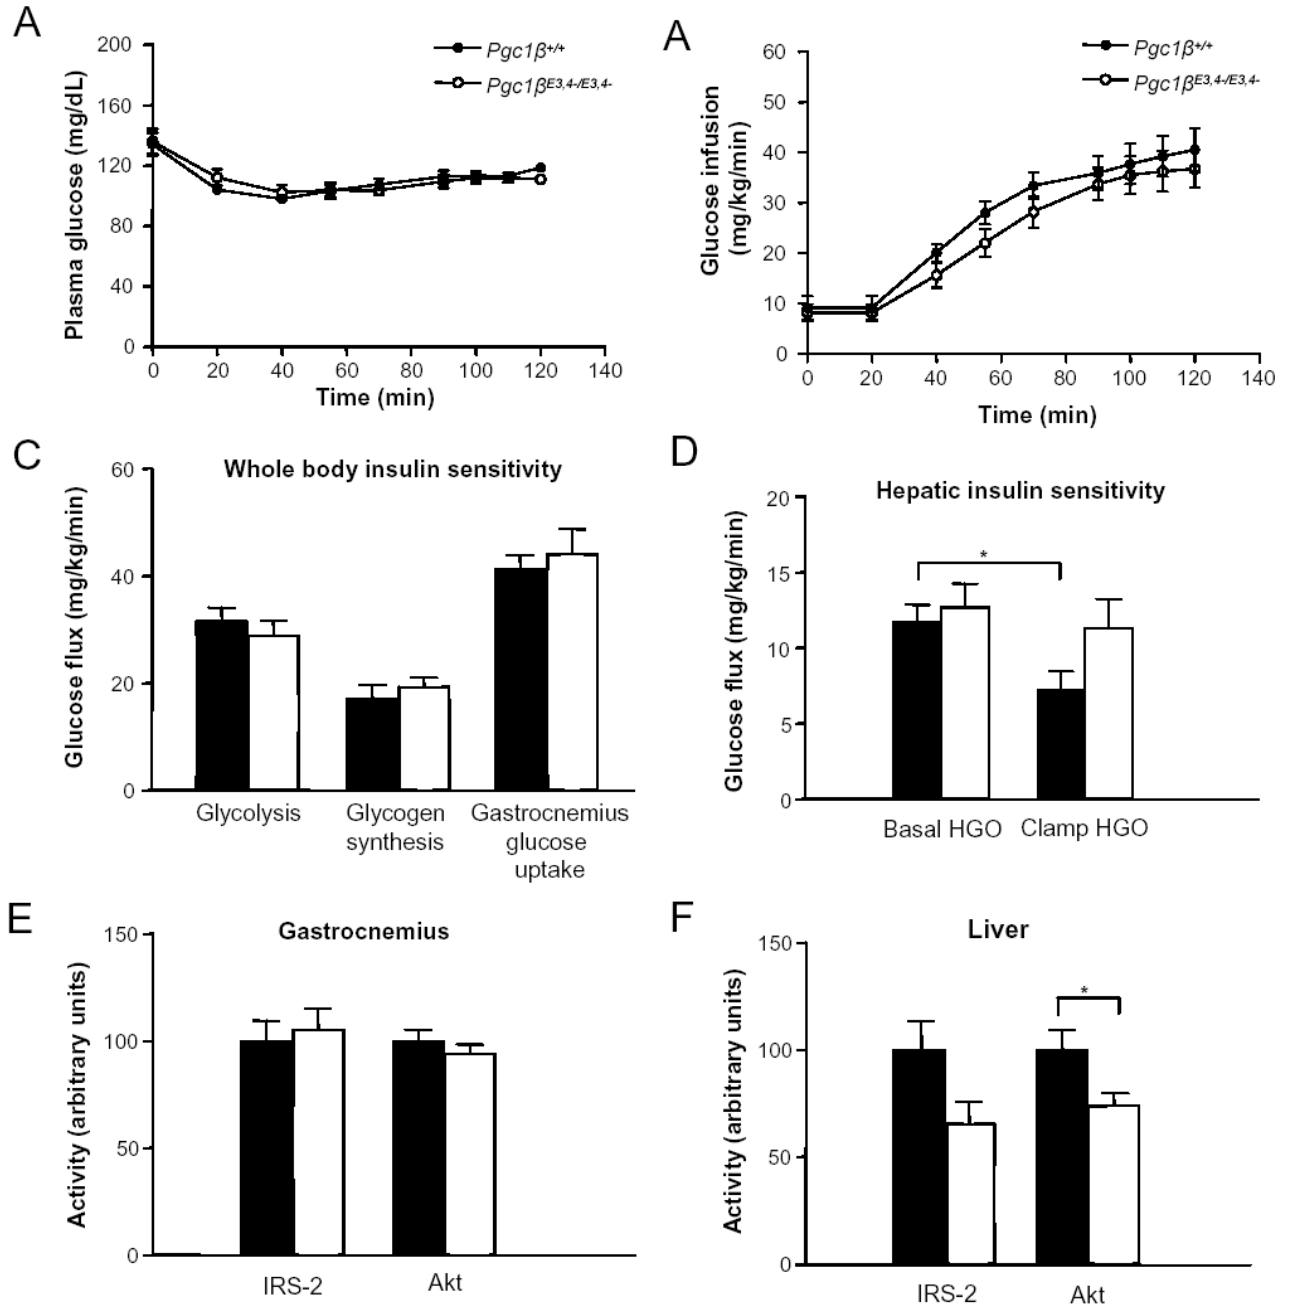 A
200
160
120
80
40
0
Plasma glucose (mg/dL)
Pgc1β+/+
Pgc1βE3,4-/E3,4-
0 20 40 60 80 100 120 140
Time (min)
A
60
50
40
30
20
10
0
Glucose infusion
(mg/kg/min)
Pgc1β+/+
Pgc1βE3,4-/E3,4-
0 20 40 60 80 100 120 140
Time (min)
C
Whole body insulin sensitivity
60
40
20
0
Glucose flux (mg/kg/min)
Glycolysis Glycogen Gastrocnemius
synthesis glucose
uptake
D
Hepatic insulin sensitivity
20
15
10
5
0
Glucose flux (mg/kg/min)
*
Basal HGO Clamp HGO
E
Gastrocnemius
150
100
50
0
Activity (arbitrary units)
IRS-2 Akt
F
Liver
150
100
50
0
Activity (arbitrary units)
*
IRS-2 Akt